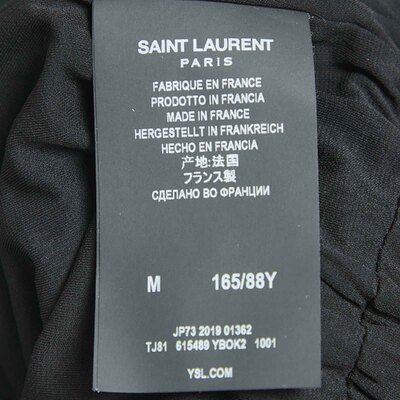 SAINT LAURENT
PARIS
FABRIQUE EN FRANCE
PRODOTTO IN FRANCIA
MADE IN FRANCE
HERGESTELLT IN FRANKREICH
HECHO EN FRANCIA
产地:法国
フランス製
СДЕЛАНО ВО ФРАНЦИИ
M 165/88Y
JP73 2019 01362
TJ81 615489 YBOK2 1001
YSL.COM